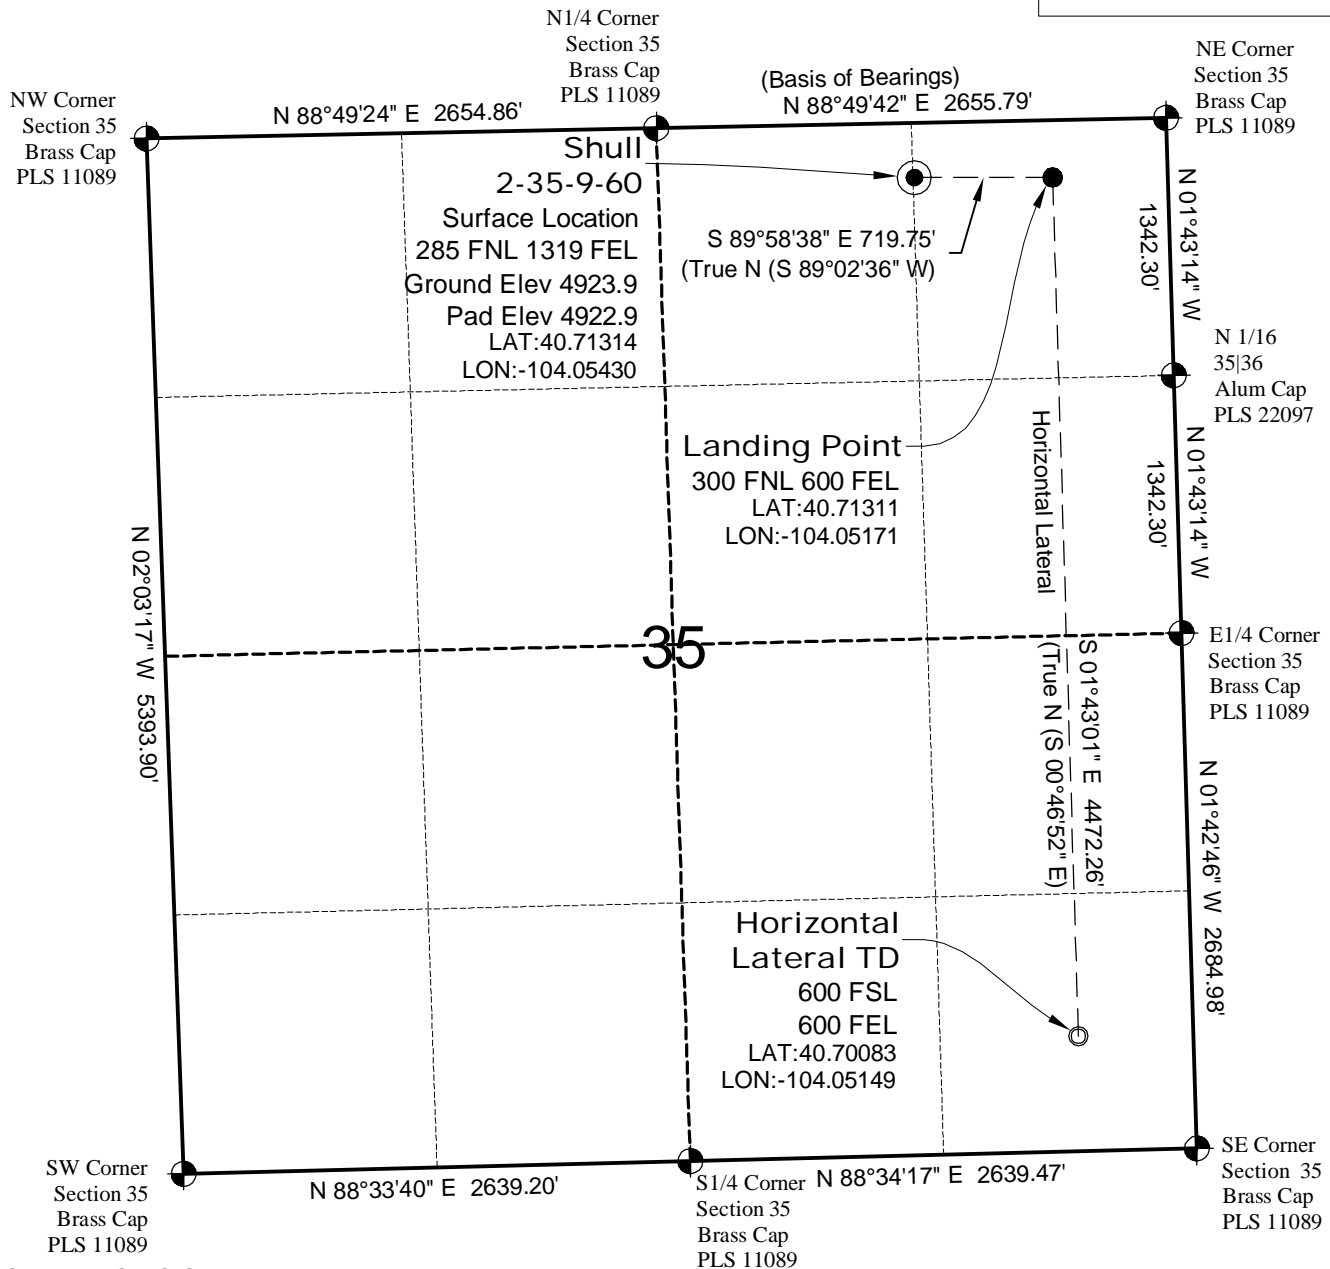 N1/4 Corner
Section 35
Brass Cap
PLS 11089
NE Corner
Section 35
Brass Cap
PLS 11089
NW Corner
Section 35
Brass Cap
PLS 11089
N 88°49'24" E 2654.86'
(Basis of Bearings)
N 88°49'42" E 2655.79'
Shull
2-35-9-60
Surface Location
285 FNL 1319 FEL
Ground Elev 4923.9
Pad Elev 4922.9
LAT:40.71314
LON:-104.05430
S 89°58'38" E 719.75'
(True N (S 89°02'36" W)
N 01°43'14" W
1342.30'
N 1/16
35|36
Alum Cap
PLS 22097
Landing Point
300 FNL 600 FEL
LAT:40.71311
LON:-104.05171
Horizontal Lateral
N 01°43'14" W
1342.30'
N 02°03'17" W 5393.90'
35
E1/4 Corner
Section 35
Brass Cap
PLS 11089
S 01°43'01" E 4472.26'
(True N (S 00°46'52" E)
N 01°42'46" W 2684.98'
Horizontal
Lateral TD
600 FSL
600 FEL
LAT:40.70083
LON:-104.05149
SW Corner
Section 35
Brass Cap
PLS 11089
N 88°33'40" E 2639.20'
S1/4 Corner
Section 35
Brass Cap
PLS 11089
N 88°34'17" E 2639.47'
SE Corner
Section 35
Brass Cap
PLS 11089